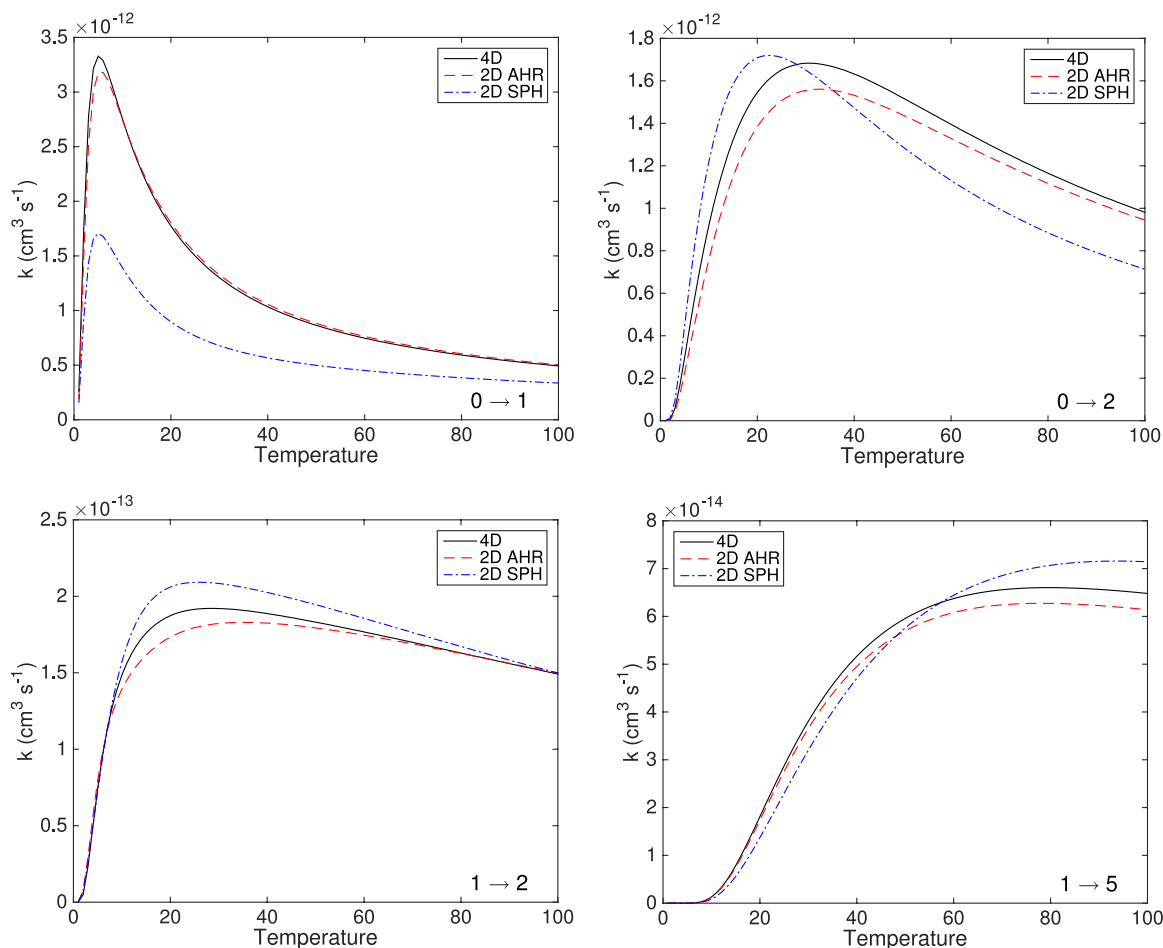 ×10⁻¹²
3.5
3
2.5
2
1.5
1
0.5
0
k (cm³ s⁻¹)
4D
2D AHR
2D SPH
0 → 1
0 20 40 60 80 100
Temperature
×10⁻¹²
1.8
1.6
1.4
1.2
1
0.8
0.6
0.4
0.2
0
k (cm³ s⁻¹)
4D
2D AHR
2D SPH
0 → 2
0 20 40 60 80 100
Temperature
×10⁻¹³
2.5
2
1.5
1
0.5
0
k (cm³ s⁻¹)
4D
2D AHR
2D SPH
1 → 2
0 20 40 60 80 100
Temperature
×10⁻¹⁴
8
7
6
5
4
3
2
1
0
k (cm³ s⁻¹)
4D
2D AHR
2D SPH
1 → 5
0 20 40 60 80 100
Temperature